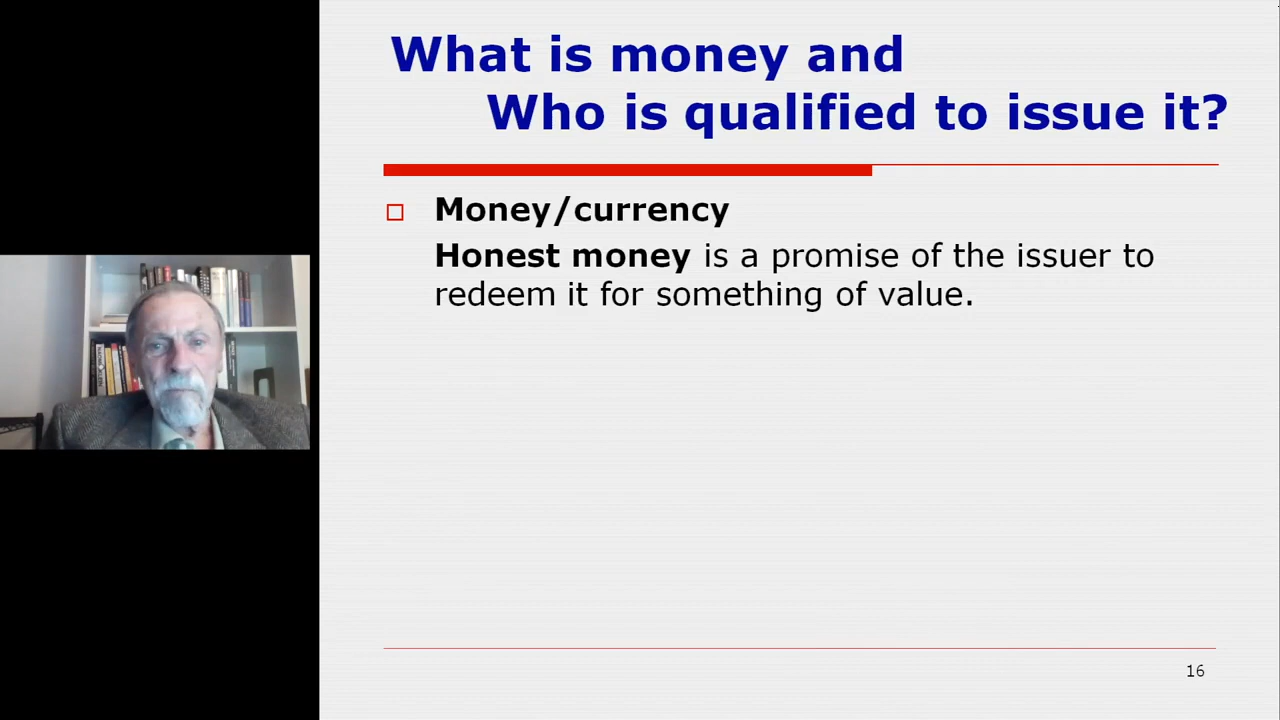 What is money and
Who is qualified to issue it?
Money/currency
Honest money is a promise of the issuer to
redeem it for something of value.
16